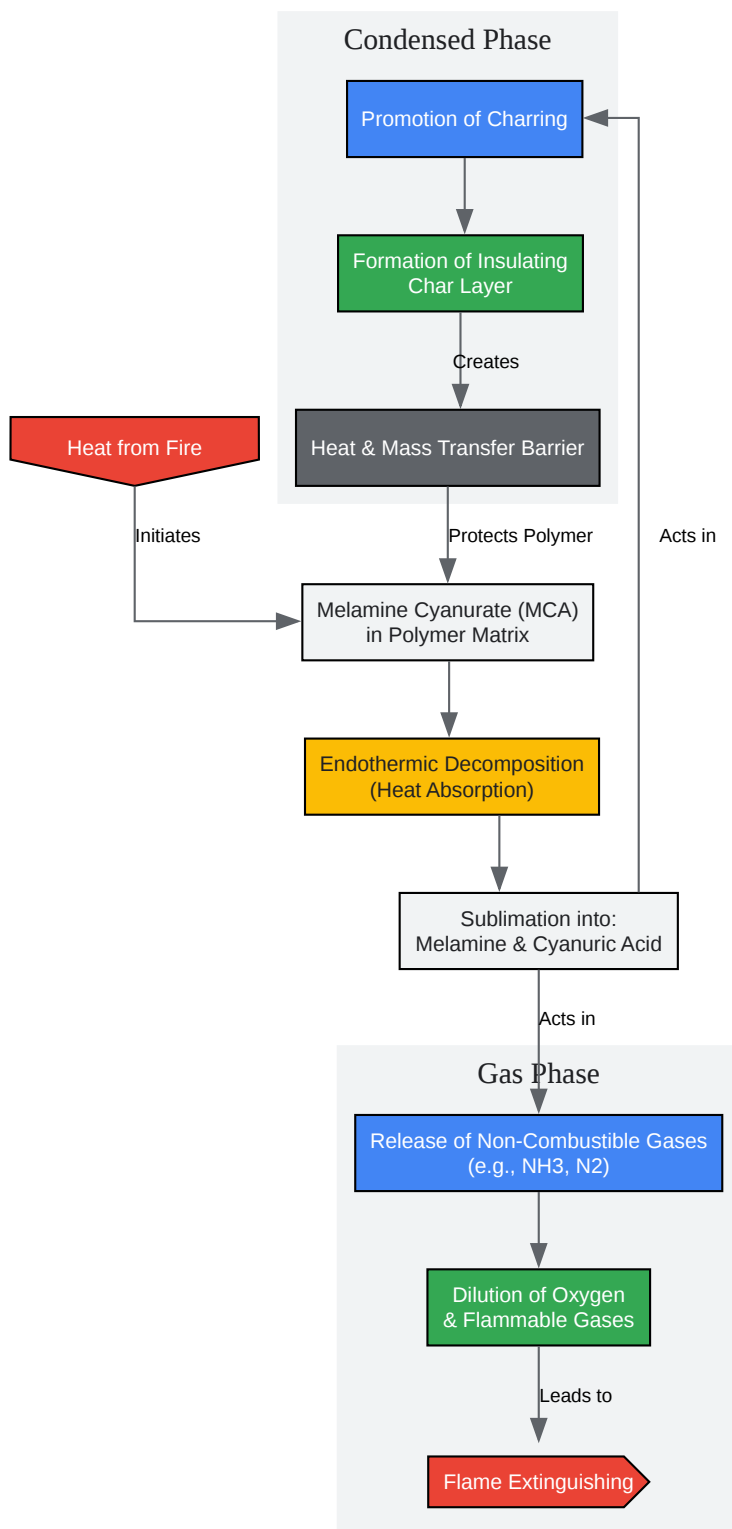 Condensed Phase
Promotion of Charring
Formation of Insulating
Char Layer
Creates
Heat from Fire
Heat & Mass Transfer Barrier
Initiates
Protects Polymer
Acts in
Melamine Cyanurate (MCA)
in Polymer Matrix
Endothermic Decomposition
(Heat Absorption)
Sublimation into:
Melamine & Cyanuric Acid
Acts in
Gas Phase
Release of Non-Combustible Gases
(e.g., NH3, N2)
Dilution of Oxygen
& Flammable Gases
Leads to
Flame Extinguishing